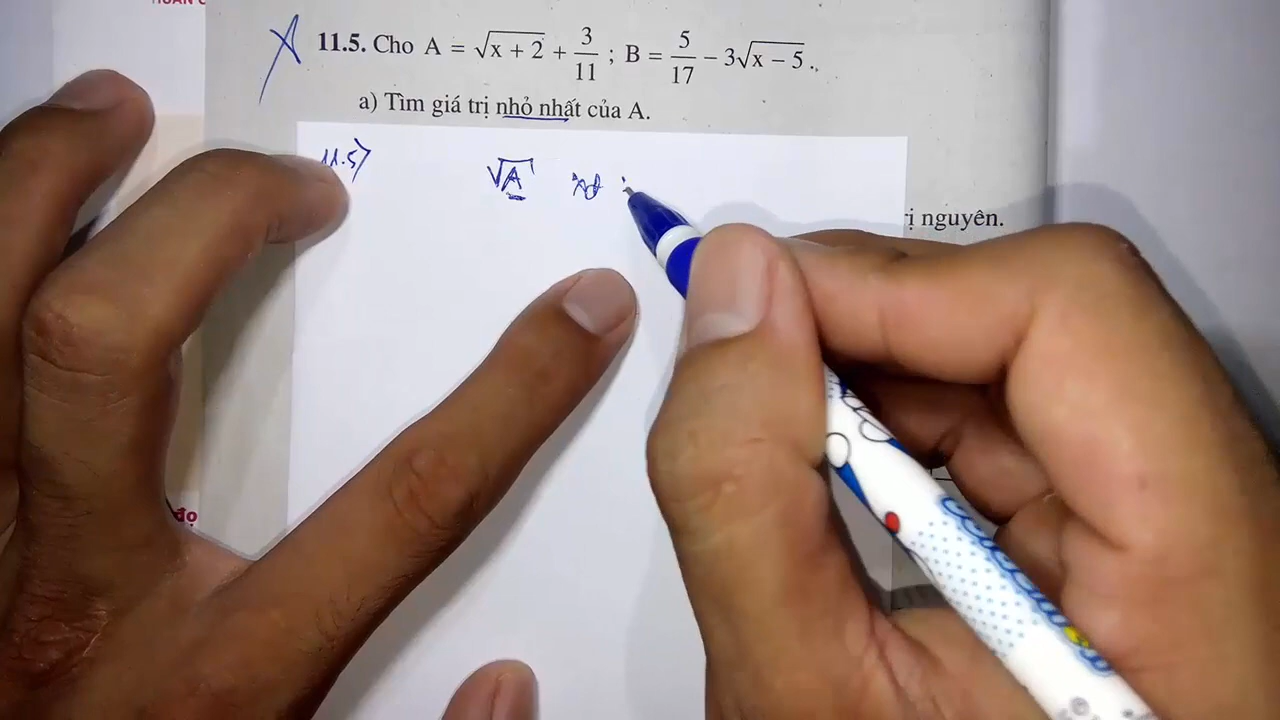 11.5. Cho A = √(x + 2) + 3/11 ; B = 5/17 − 3√(x − 5).
a) Tìm giá trị nhỏ nhất của A.
11.5)
√A
ị nguyên.
đọ